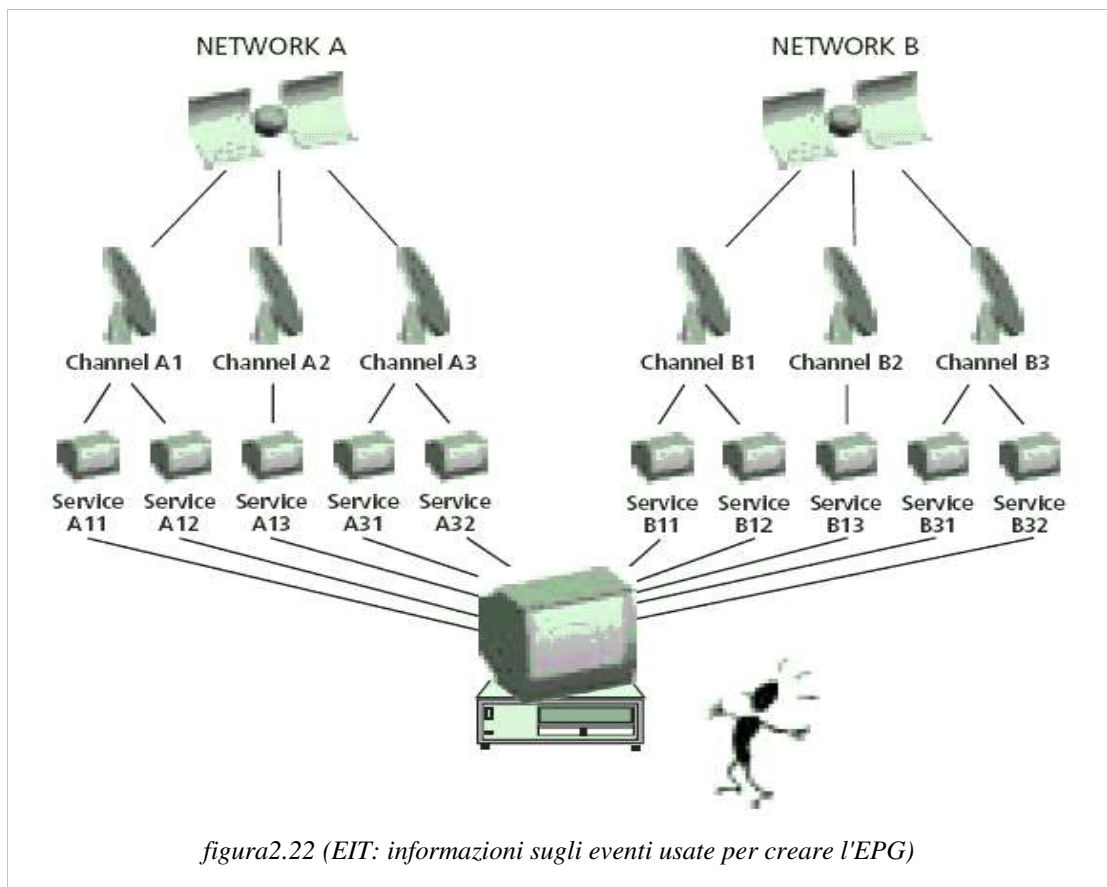 NETWORK A NETWORK B
Channel A1 Channel A2 Channel A3 Channel B1 Channel B2 Channel B3
Service A11 Service A12 Service A13 Service A31 Service A32 Service B11 Service B12 Service B13 Service B31 Service B32
figura2.22 (EIT: informazioni sugli eventi usate per creare l'EPG)